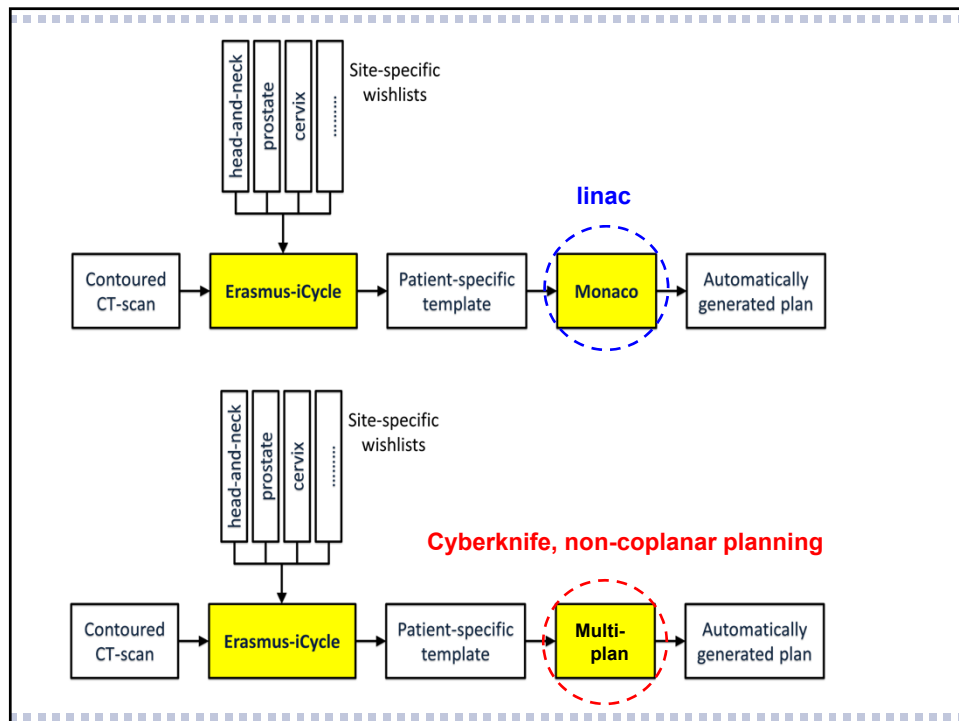 head-and-neck
prostate
cervix
.........
Site-specific
wishlists
linac
Contoured
CT-scan
Erasmus-iCycle
Patient-specific
template
Monaco
Automatically
generated plan
head-and-neck
prostate
cervix
.........
Site-specific
wishlists
Cyberknife, non-coplanar planning
Contoured
CT-scan
Erasmus-iCycle
Patient-specific
template
Multi-
plan
Automatically
generated plan